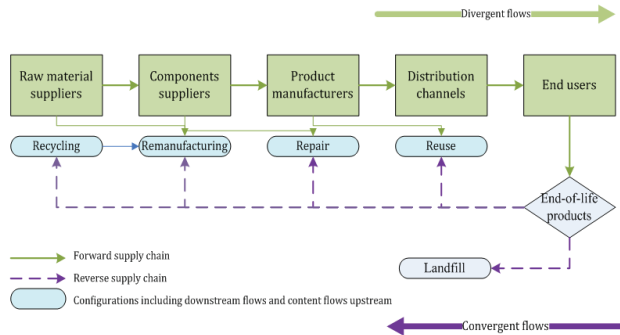 Divergent flows
Raw material
suppliers
Components
suppliers
Product
manufacturers
Distribution
channels
End users
Recycling
Remanufacturing
Repair
Reuse
End-of-life
products
Landfill
Forward supply chain
Reverse supply chain
Configurations including downstream flows and content flows upstream
Convergent flows